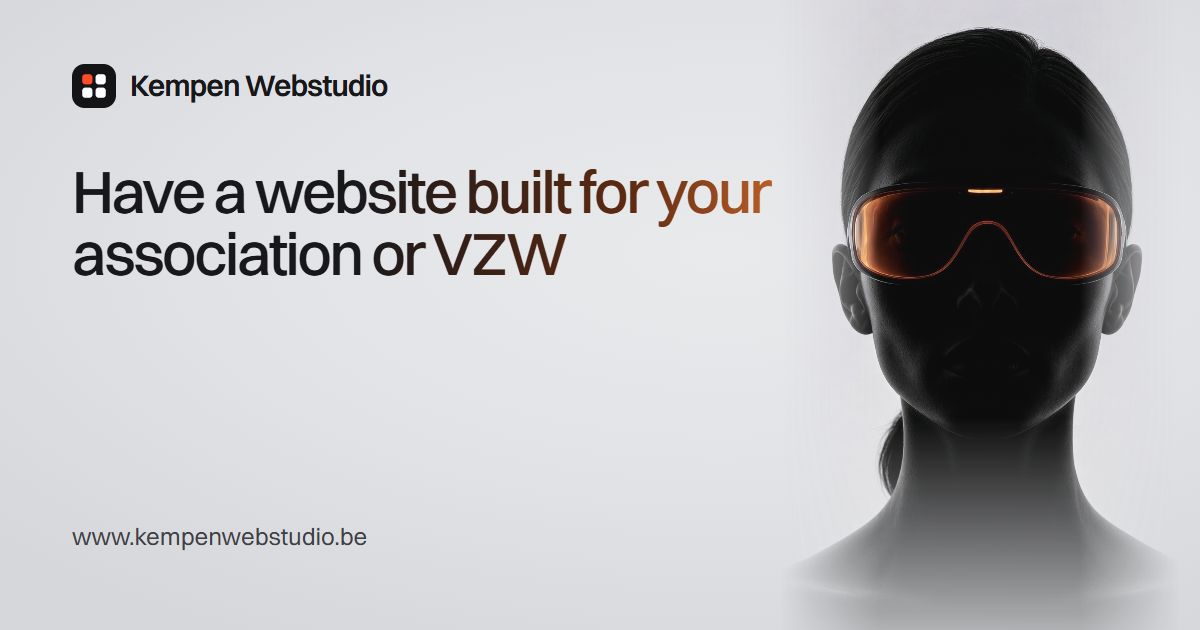 Kempen Webstudio
Have a website built for your
association or VZW
www.kempenwebstudio.be